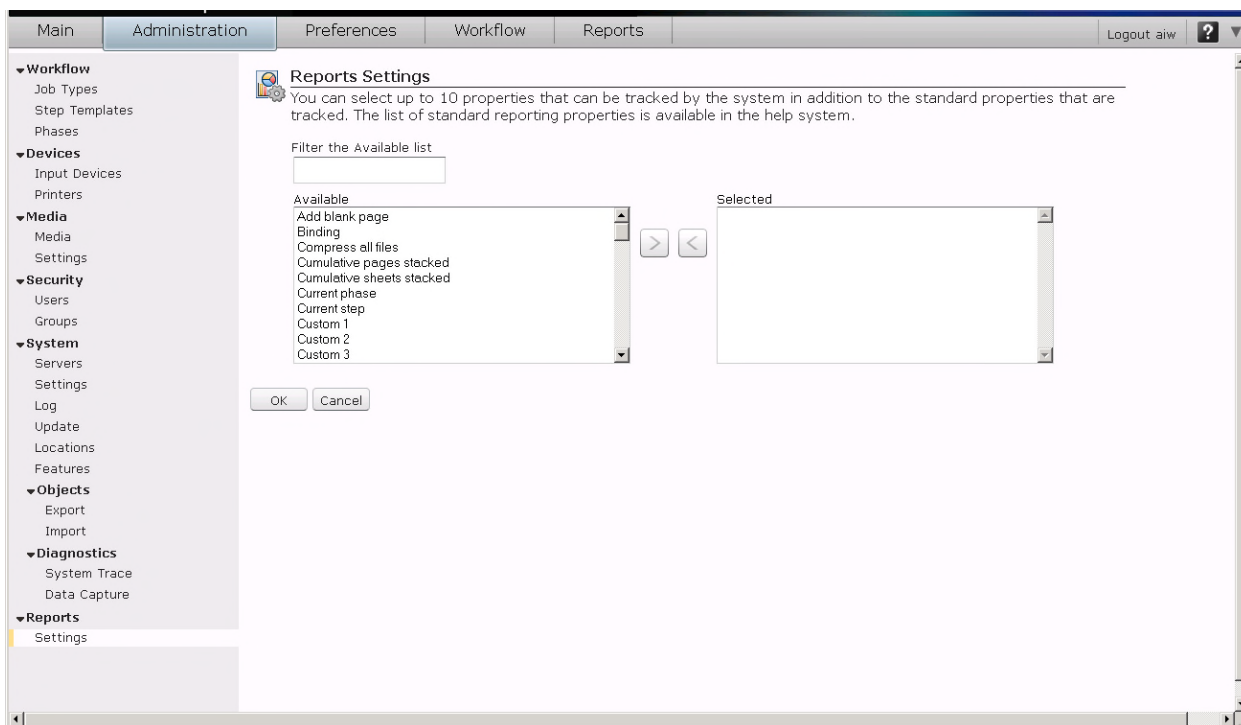 Main
Administration
Preferences
Workflow
Reports
Logout aiw
?
Workflow
Job Types
Step Templates
Phases
Devices
Input Devices
Printers
Media
Media
Settings
Security
Users
Groups
System
Servers
Settings
Log
Update
Locations
Features
Objects
Export
Import
Diagnostics
System Trace
Data Capture
Reports
Settings
Reports Settings
You can select up to 10 properties that can be tracked by the system in addition to the standard properties that are
tracked. The list of standard reporting properties is available in the help system.
Filter the Available list
Available
Add blank page
Binding
Compress all files
Cumulative pages stacked
Cumulative sheets stacked
Current phase
Current step
Custom 1
Custom 2
Custom 3
>
<
Selected
OK
Cancel